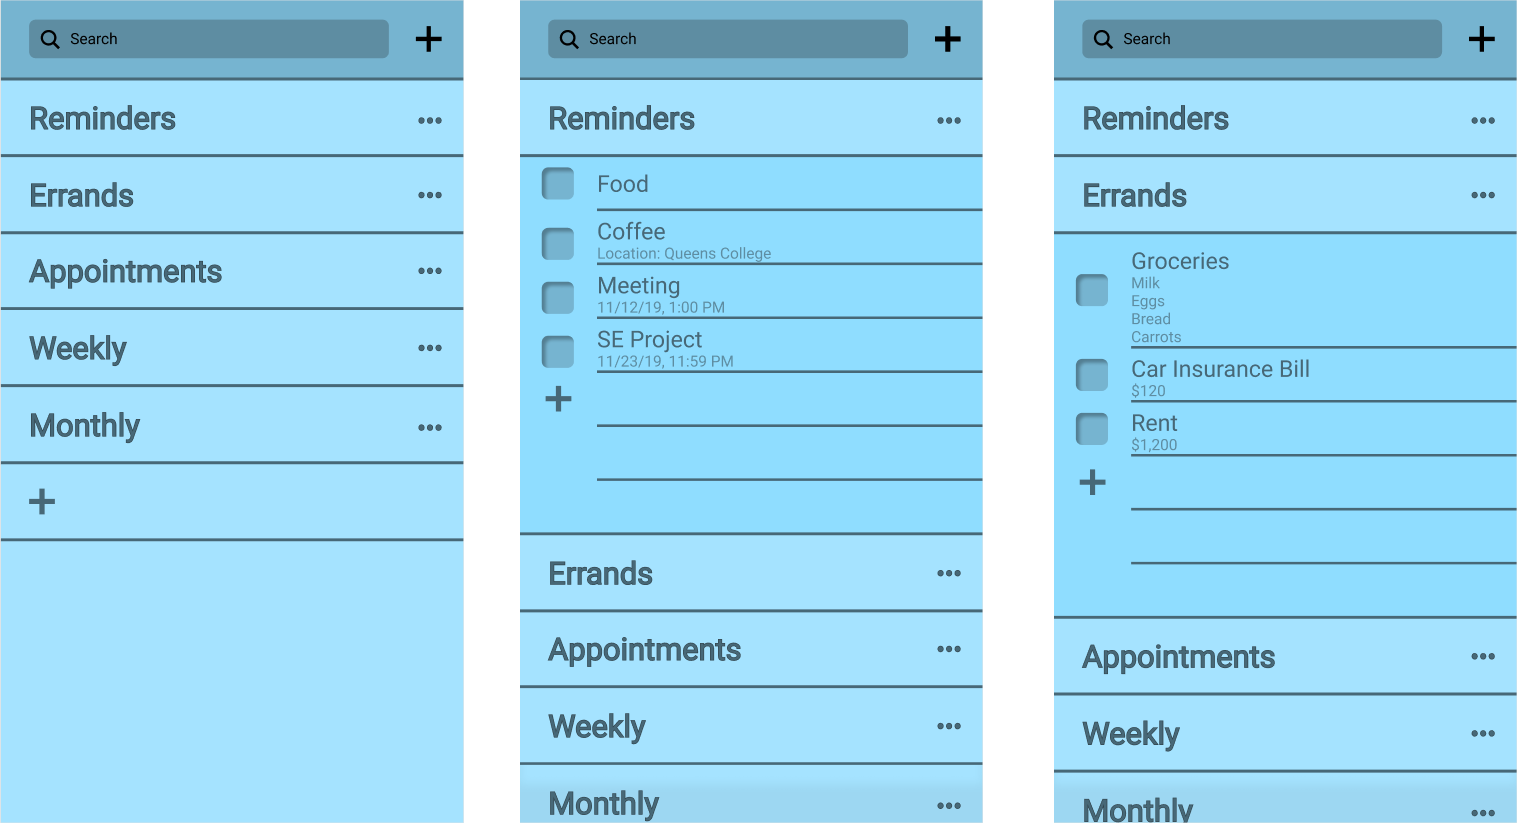 Search
Reminders
Errands
Appointments
Weekly
Monthly
Search
Reminders
Food
Coffee
Location: Queens College
Meeting
11/12/19, 1:00 PM
SE Project
11/23/19, 11:59 PM
Errands
Appointments
Weekly
Monthly
Search
Reminders
Errands
Groceries
Milk
Eggs
Bread
Carrots
Car Insurance Bill
$120
Rent
$1,200
Appointments
Weekly
Monthly